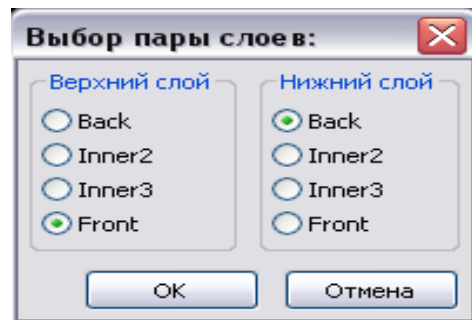 Выбор пары слоев:
Верхний слой
Back
Inner2
Inner3
Front
Нижний слой
Back
Inner2
Inner3
Front
OK
Отмена